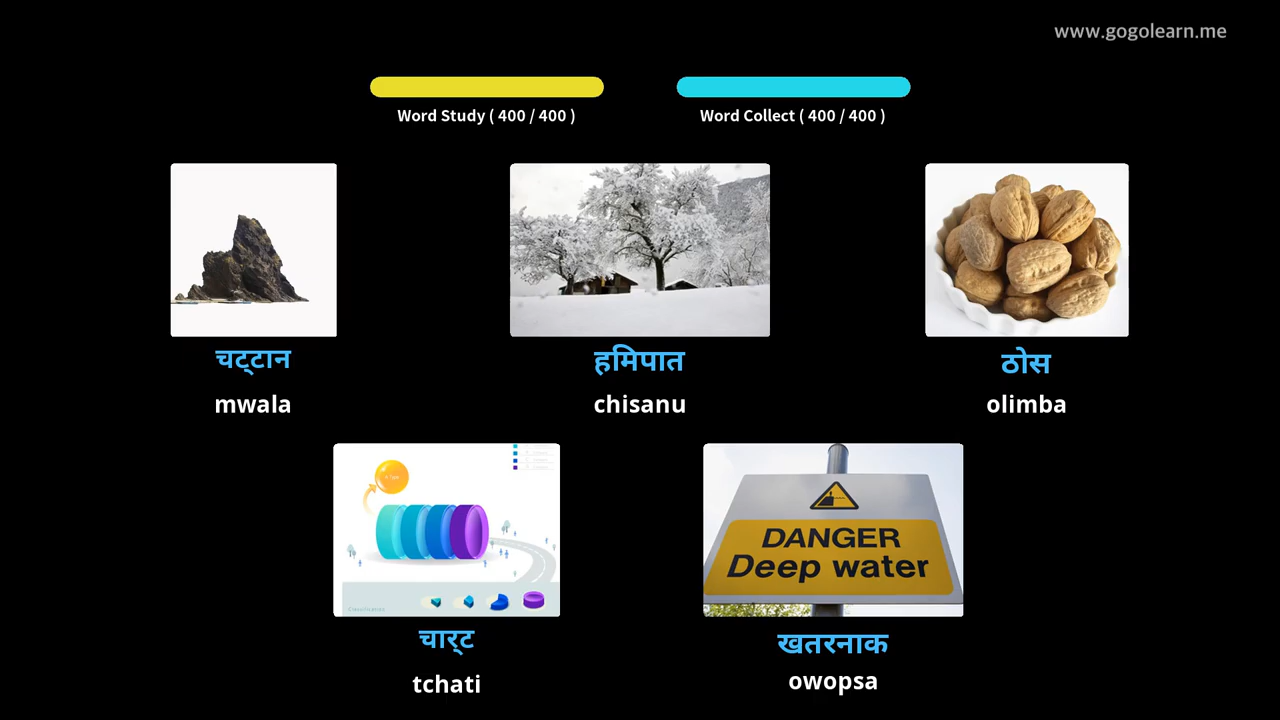 www.gogolearn.me
Word Study ( 400 / 400 )
Word Collect ( 400 / 400 )
चट्टान
हमिपात
ठोस
mwala
chisanu
olimba
DANGER
Deep water
चार्ट
खतरनाक
tchati
owopsa